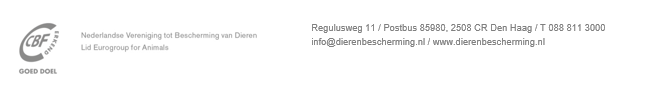 CBF
ERKEND
GOED DOEL
Nederlandse Vereniging tot Bescherming van Dieren
Lid Eurogroup for Animals
Regulusweg 11 / Postbus 85980, 2508 CR Den Haag / T 088 811 3000
info@dierenbescherming.nl / www.dierenbescherming.nl